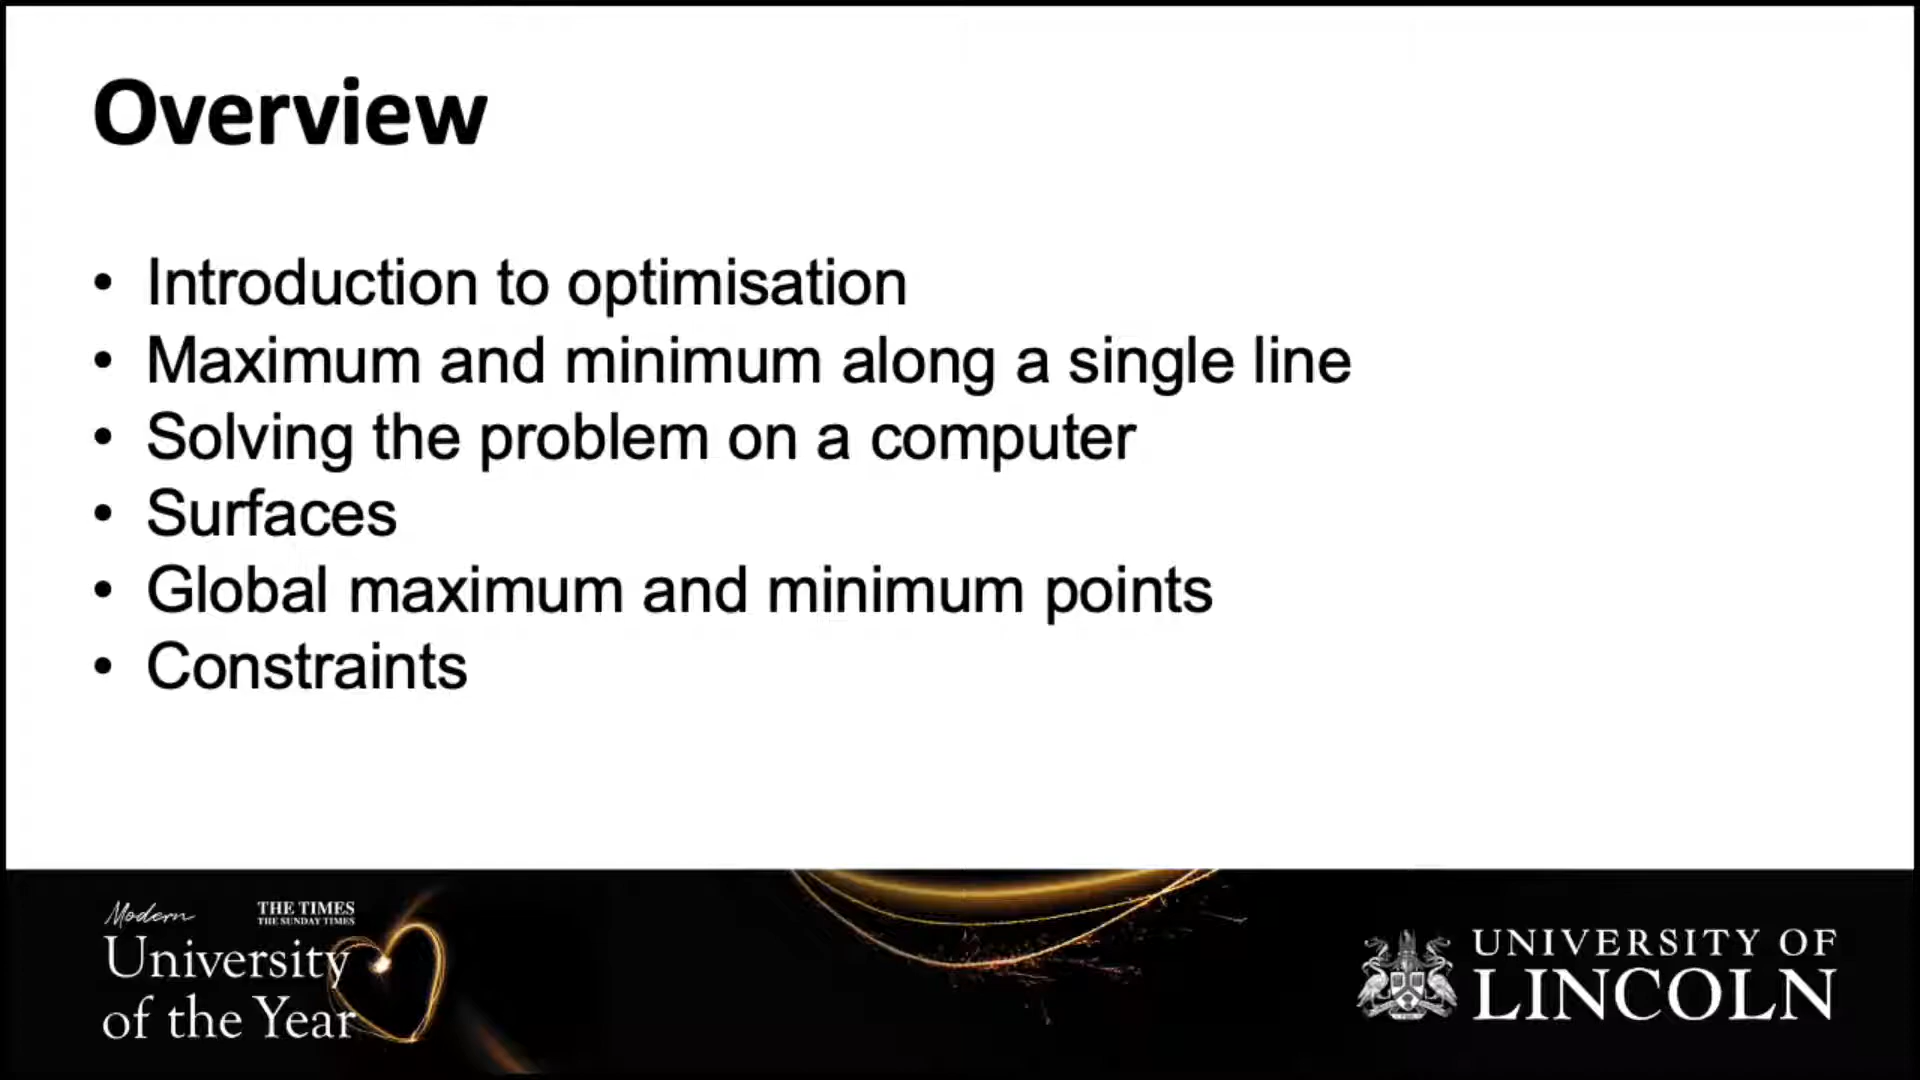 Overview
• Introduction to optimisation
• Maximum and minimum along a single line
• Solving the problem on a computer
• Surfaces
• Global maximum and minimum points
• Constraints
Modern
THE TIMES
THE SUNDAY TIMES
University
of the Year
UNIVERSITY OF
LINCOLN